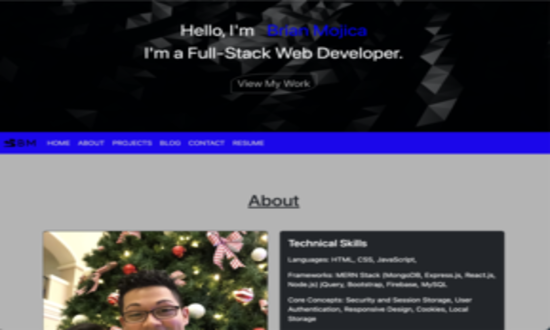 Hello, I'm Brian Mojica
I'm a Full-Stack Web Developer.
View My Work
BM HOME ABOUT PROJECTS BLOG CONTACT RESUME
About
Technical Skills
Languages: HTML, CSS, JavaScript,
Frameworks: MERN Stack (MongoDB, Express.js, React.js,
Node.js) jQuery, Bootstrap, Firebase, MySQL
Core Concepts: Security and Session Storage, User
Authentication, Responsive Design, Cookies, Local
Storage